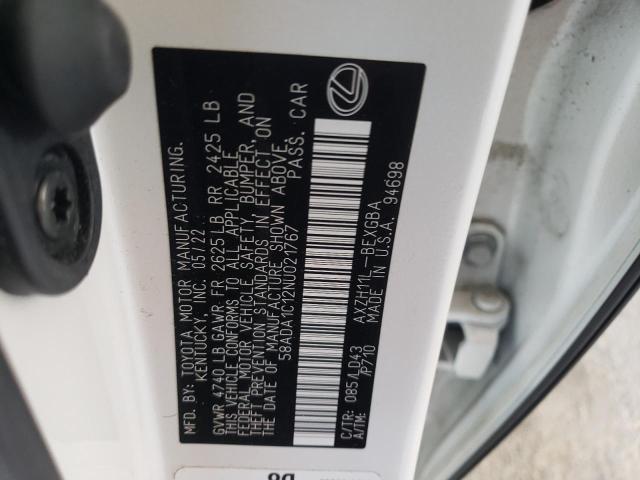 MFD. BY: TOYOTA MOTOR MANUFACTURING.
KENTUCKY, INC. 05/22
GVWR 4740 LB GAWR FR 2625 LB RR 2425 LB
THIS VEHICLE CONFORMS TO ALL APPLICABLE
FEDERAL MOTOR VEHICLE SAFETY, BUMPER, AND
THEFT PREVENTION STANDARDS IN EFFECT ON
THE DATE OF MANUFACTURE SHOWN ABOVE.
58ADA1C12NU021767 PASS. CAR
C/TR: 085/LD43 AXZH11L-BEXGBA
A/TM: /P710 MADE IN U.S.A. 94698